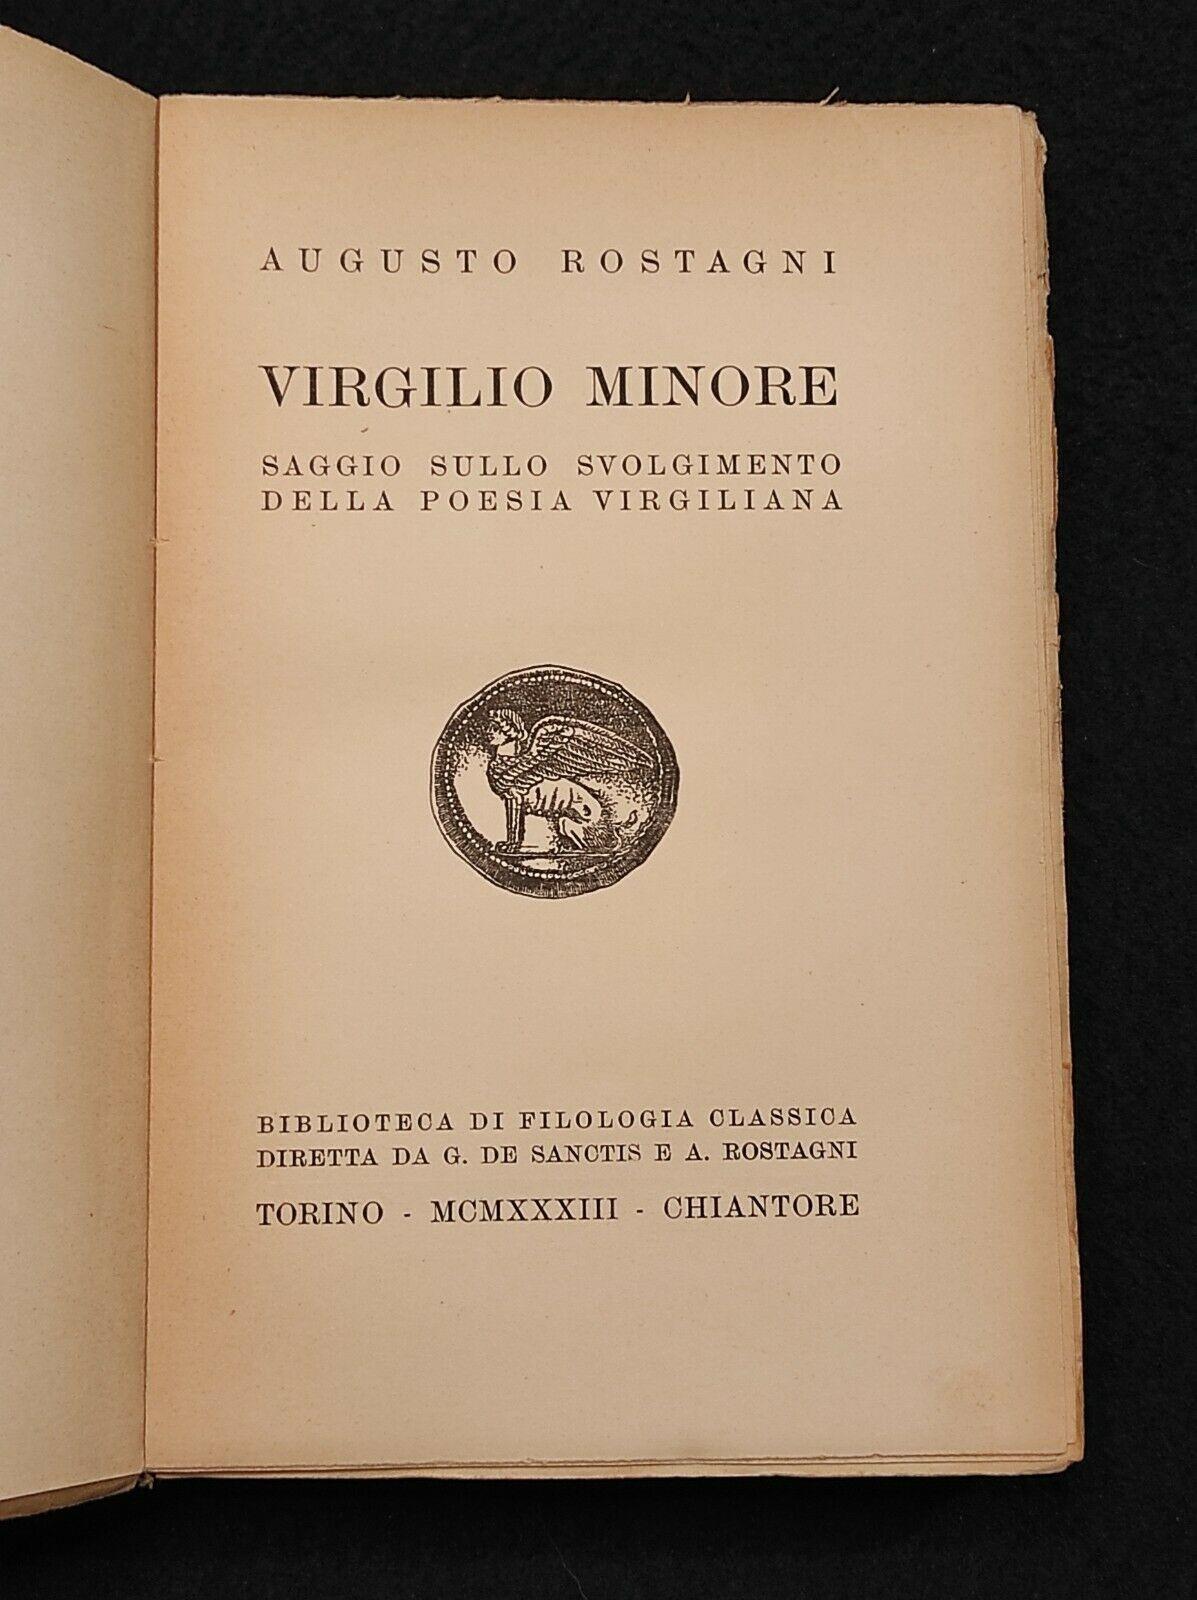 AUGUSTO ROSTAGNI
VIRGILIO MINORE
SAGGIO SULLO SVOLGIMENTO
DELLA POESIA VIRGILIANA
BIBLIOTECA DI FILOLOGIA CLASSICA
DIRETTA DA G. DE SANCTIS E A. ROSTAGNI
TORINO - MCMXXXIII - CHIANTORE